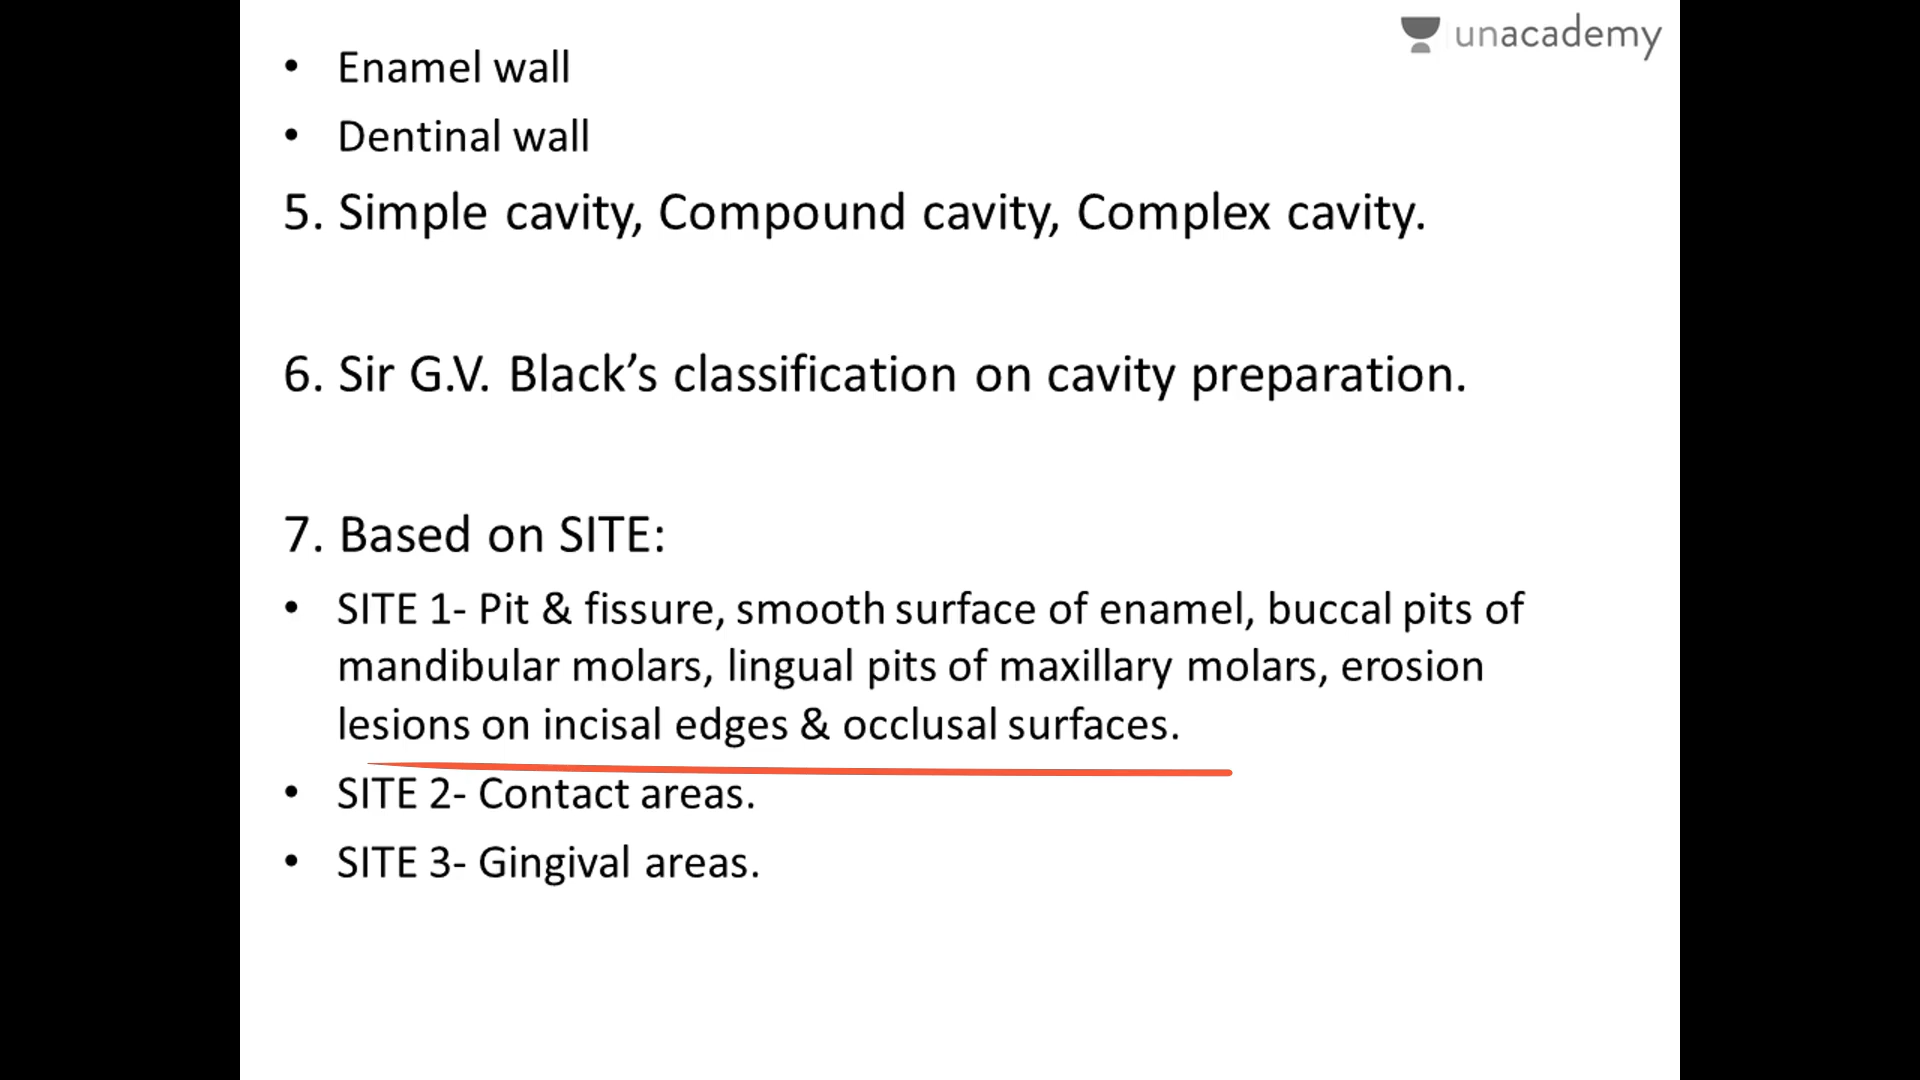 unacademy
• Enamel wall
• Dentinal wall
5. Simple cavity, Compound cavity, Complex cavity.
6. Sir G.V. Black’s classification on cavity preparation.
7. Based on SITE:
• SITE 1- Pit & fissure, smooth surface of enamel, buccal pits of
mandibular molars, lingual pits of maxillary molars, erosion
lesions on incisal edges & occlusal surfaces.
• SITE 2- Contact areas.
• SITE 3- Gingival areas.